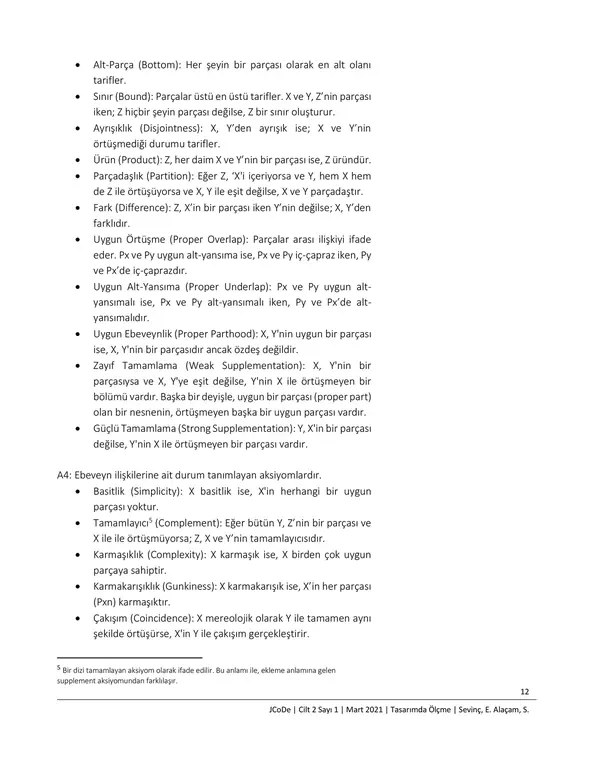 • Alt-Parça (Bottom): Her şeyin bir parçası olarak en alt olanı
tarifler.
• Sınır (Bound): Parçalar üstü en üstü tarifler. X ve Y, Z’nin parçası
iken; Z hiçbir şeyin parçası değilse, Z bir sınır oluşturur.
• Ayrışıklık (Disjointness): X, Y’den ayrışık ise; X ve Y’nin
örtüşmediği durumu tarifler.
• Ürün (Product): Z, her daim X ve Y’nin bir parçası ise, Z üründür.
• Parçadaşlık (Partition): Eğer Z, ‘X'i içeriyorsa ve Y, hem X hem
de Z ile örtüşüyorsa ve X, Y ile eşit değilse, X ve Y parçadaştır.
• Fark (Difference): Z, X’in bir parçası iken Y’nin değilse; X, Y’den
farklıdır.
• Uygun Örtüşme (Proper Overlap): Parçalar arası ilişkiyi ifade
eder. Px ve Py uygun alt-yansıma ise, Px ve Py iç-çapraz iken, Py
ve Px’de iç-çaprazdır.
• Uygun Alt-Yansıma (Proper Underlap): Px ve Py uygun alt-
yansımalı ise, Px ve Py alt-yansımalı iken, Py ve Px’de alt-
yansımalıdır.
• Uygun Ebeveynlik (Proper Parthood): X, Y'nin uygun bir parçası
ise, X, Y'nin bir parçasıdır ancak özdeş değildir.
• Zayıf Tamamlama (Weak Supplementation): X, Y'nin bir
parçasıysa ve X, Y'ye eşit değilse, Y'nin X ile örtüşmeyen bir
bölümü vardır. Başka bir deyişle, uygun bir parçası (proper part)
olan bir nesnenin, örtüşmeyen başka bir uygun parçası vardır.
• Güçlü Tamamlama (Strong Supplementation): Y, X'in bir parçası
değilse, Y'nin X ile örtüşmeyen bir parçası vardır.
A4: Ebeveyn ilişkilerine ait durum tanımlayan aksiyomlardır.
• Basitlik (Simplicity): X basitlik ise, X'in herhangi bir uygun
parçası yoktur.
• Tamamlayıcı⁵ (Complement): Eğer bütün Y, Z’nin bir parçası ve
X ile ile örtüşmüyorsa; Z, X ve Y’nin tamamlayıcısıdır.
• Karmaşıklık (Complexity): X karmaşık ise, X birden çok uygun
parçaya sahiptir.
• Karmakarışıklık (Gunkiness): X karmakarışık ise, X’in her parçası
(Pxn) karmaşıktır.
• Çakışım (Coincidence): X mereolojik olarak Y ile tamamen aynı
şekilde örtüşürse, X'in Y ile çakışım gerçekleştirir.
⁵ Bir dizi tamamlayan aksiyom olarak ifade edilir. Bu anlamı ile, ekleme anlamına gelen
supplement aksiyomundan farklılaşır.
12
JCoDe | Cilt 2 Sayı 1 | Mart 2021 | Tasarımda Ölçme | Sevinç, E. Alaçam, S.